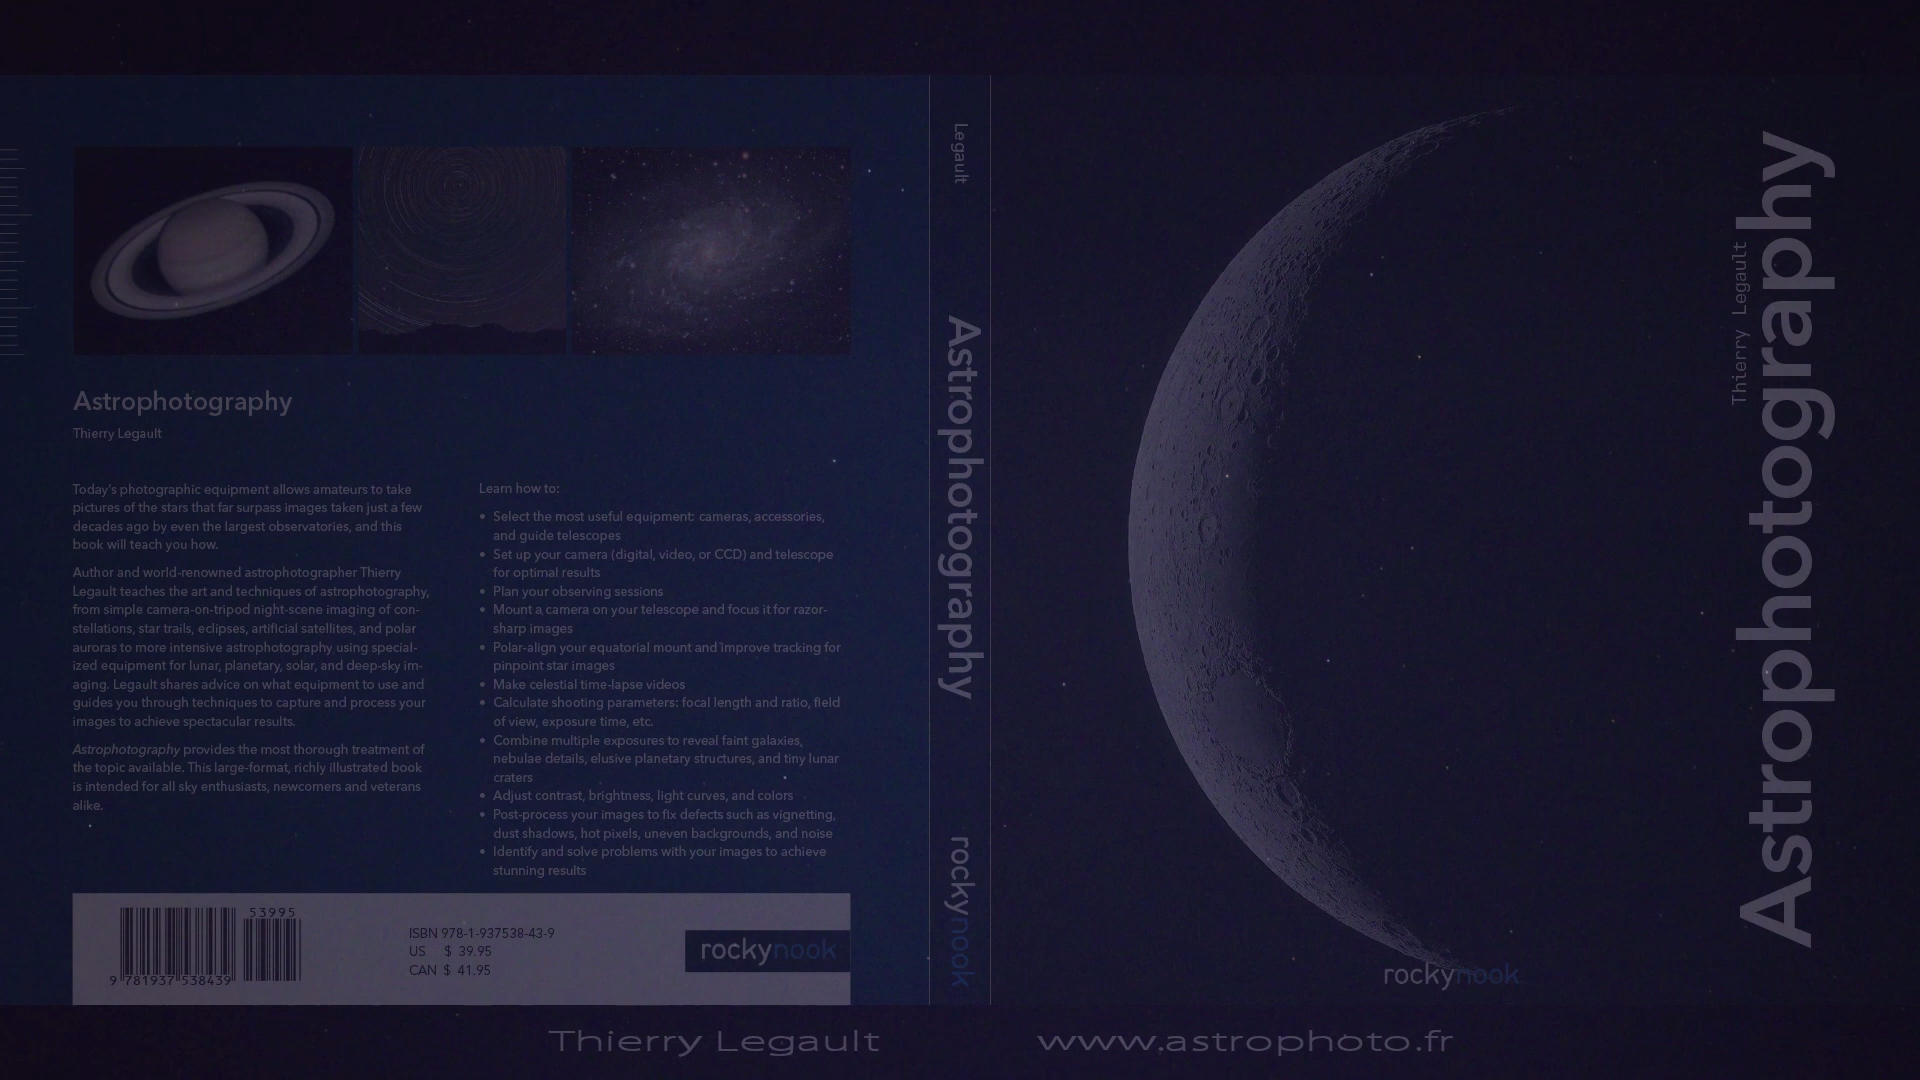 Astrophotography
Thierry Legault
Today's photographic equipment allows amateurs to take
pictures of the stars that far surpass images taken just a few
decades ago by even the largest observatories, and this
book will teach you how.
Author and world-renowned astrophotographer Thierry
Legault teaches the art and techniques of astrophotography,
from simple camera-on-tripod night-scene imaging of con-
stellations, star trails, eclipses, artificial satellites, and polar
auroras to more intensive astrophotography using special-
ized equipment for lunar, planetary, solar, and deep-sky im-
aging. Legault shares advice on what equipment to use and
guides you through techniques to capture and process your
images to achieve spectacular results.
Astrophotography provides the most thorough treatment of
the topic available. This large-format, richly illustrated book
is intended for all sky enthusiasts, newcomers and veterans
alike.
Learn how to:
• Select the most useful equipment: cameras, accessories,
and guide telescopes
• Set up your camera (digital, video, or CCD) and telescope
for optimal results
• Plan your observing sessions
• Mount a camera on your telescope and focus it for razor-
sharp images
• Polar-align your equatorial mount and improve tracking for
pinpoint star images
• Make celestial time-lapse videos
• Calculate shooting parameters: focal length and ratio, field
of view, exposure time, etc.
• Combine multiple exposures to reveal faint galaxies,
nebulae details, elusive planetary structures, and tiny lunar
craters
• Adjust contrast, brightness, light curves, and colors
• Post-process your images to fix defects such as vignetting,
dust shadows, hot pixels, uneven backgrounds, and noise
• Identify and solve problems with your images to achieve
stunning results
53995
9 781937 538439
ISBN 978-1-937538-43-9
US $ 39.95
CAN $ 41.95
rockynook
Legault
Astrophotography
rockynook
Thierry Legault
Astrophotography
rockynook
Thierry Legault
www.astrophoto.fr